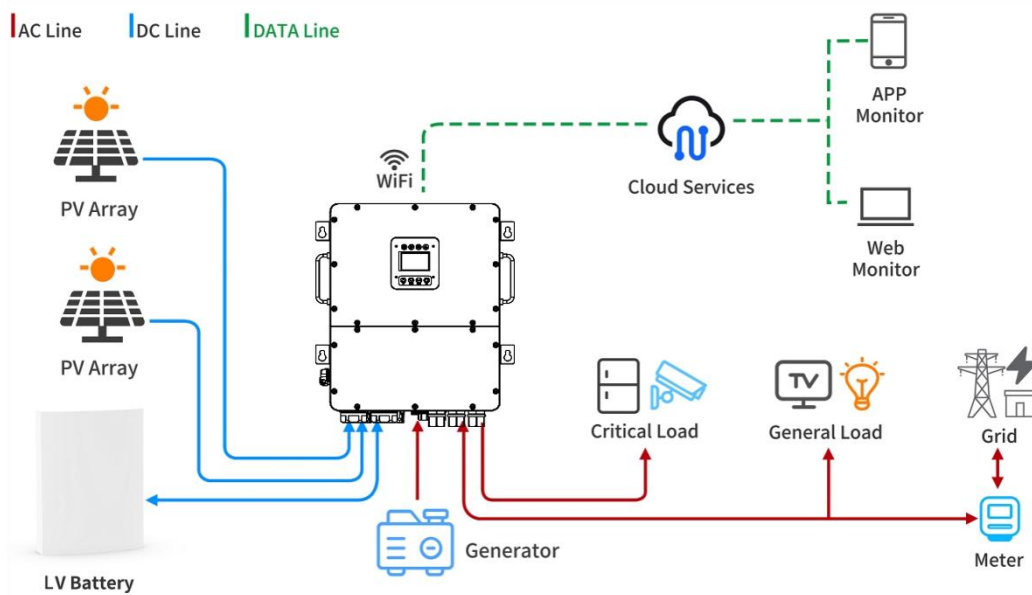 AC Line
DC Line
DATA Line
PV Array
PV Array
LV Battery
WiFi
Cloud Services
APP
Monitor
Web
Monitor
Critical Load
TV
General Load
Grid
Meter
Generator